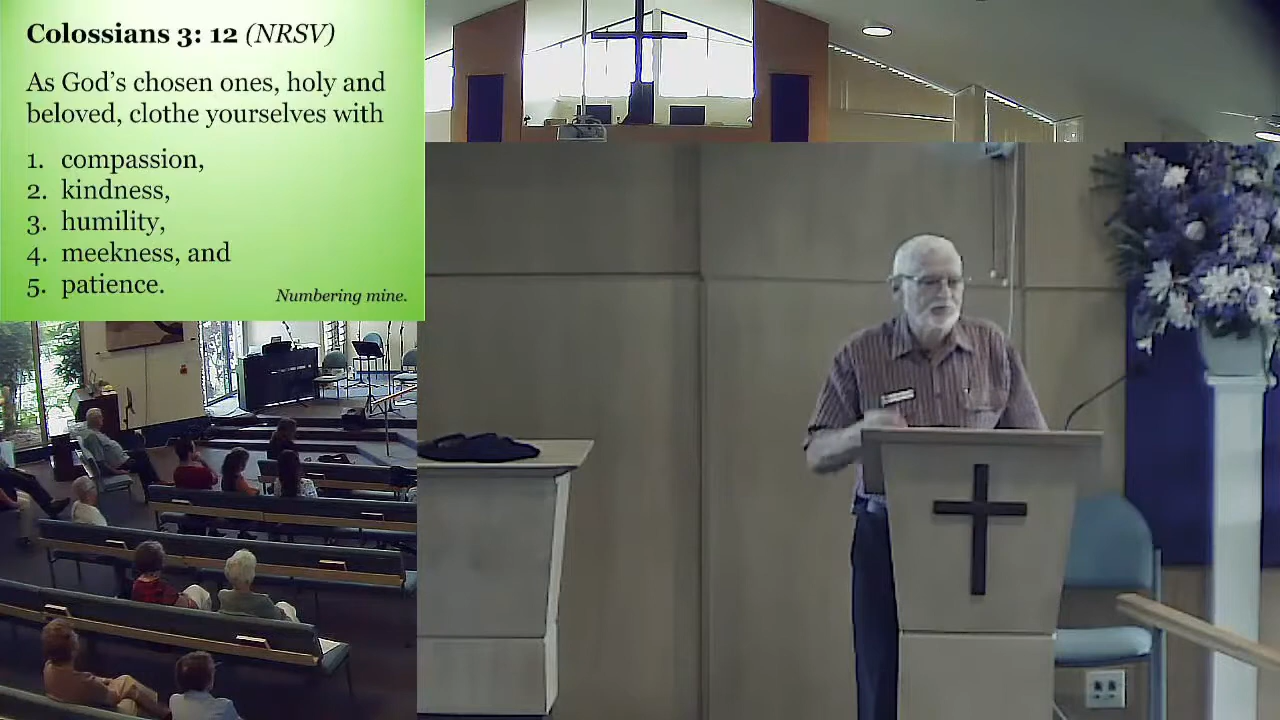 Colossians 3: 12 (NRSV)
As God's chosen ones, holy and
beloved, clothe yourselves with
1. compassion,
2. kindness,
3. humility,
4. meekness, and
5. patience.
Numbering mine.